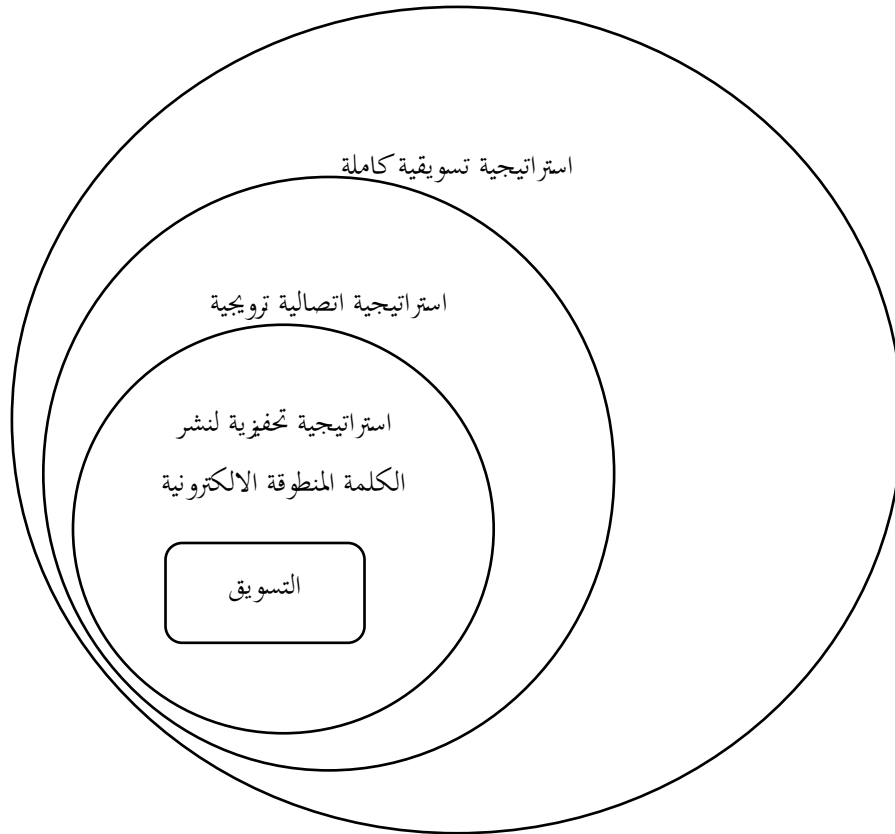 استراتيجية تسويقية كاملة
استراتيجية اتصالية ترويجية
استراتيجية تحفيزية لنشر
الكلمة المنطوقة الالكترونية
التسويق